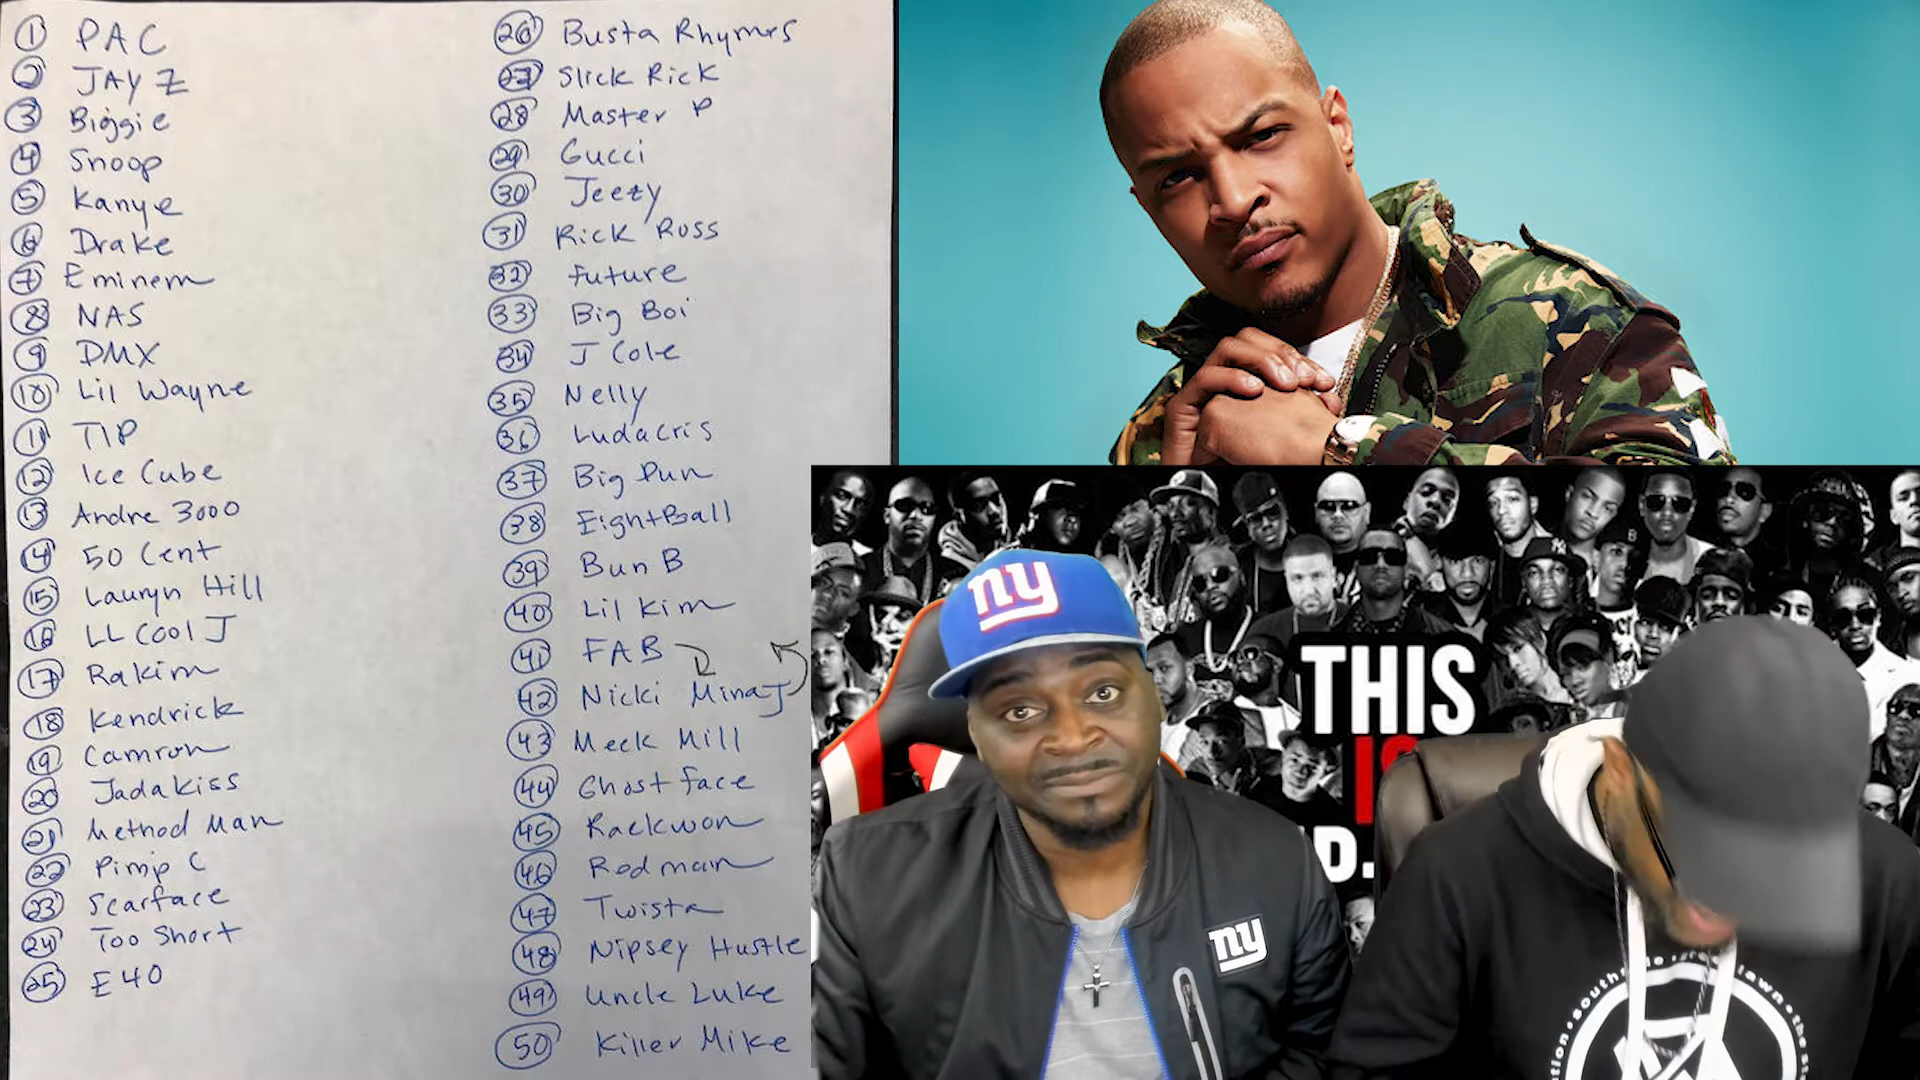 1 PAC
2 JAY Z
3 Biggie
4 Snoop
5 Kanye
6 Drake
7 Eminem
8 NAS
9 DMX
10 Lil Wayne
11 TIP
12 Ice Cube
13 Andre 3000
14 50 Cent
15 Lauryn Hill
16 LL Cool J
17 Rakim
18 Kendrick
19 Camron
20 Jadakiss
21 Method Man
22 Pimp C
23 Scarface
24 Too Short
25 E40
26 Busta Rhymes
27 Slick Rick
28 Master P
29 Gucci
30 Jeezy
31 Rick Ross
32 Future
33 Big Boi
34 J Cole
35 Nelly
36 Ludacris
37 Big Pun
38 EightBall
39 Bun B
40 Lil Kim
41 FAB
42 Nicki MinaJ
43 Meek Mill
44 Ghostface
45 Raekwon
46 Redman
47 Twista
48 Nipsey Hustle
49 Uncle Luke
50 Killer Mike
ny
THIS
IS
D.
ny